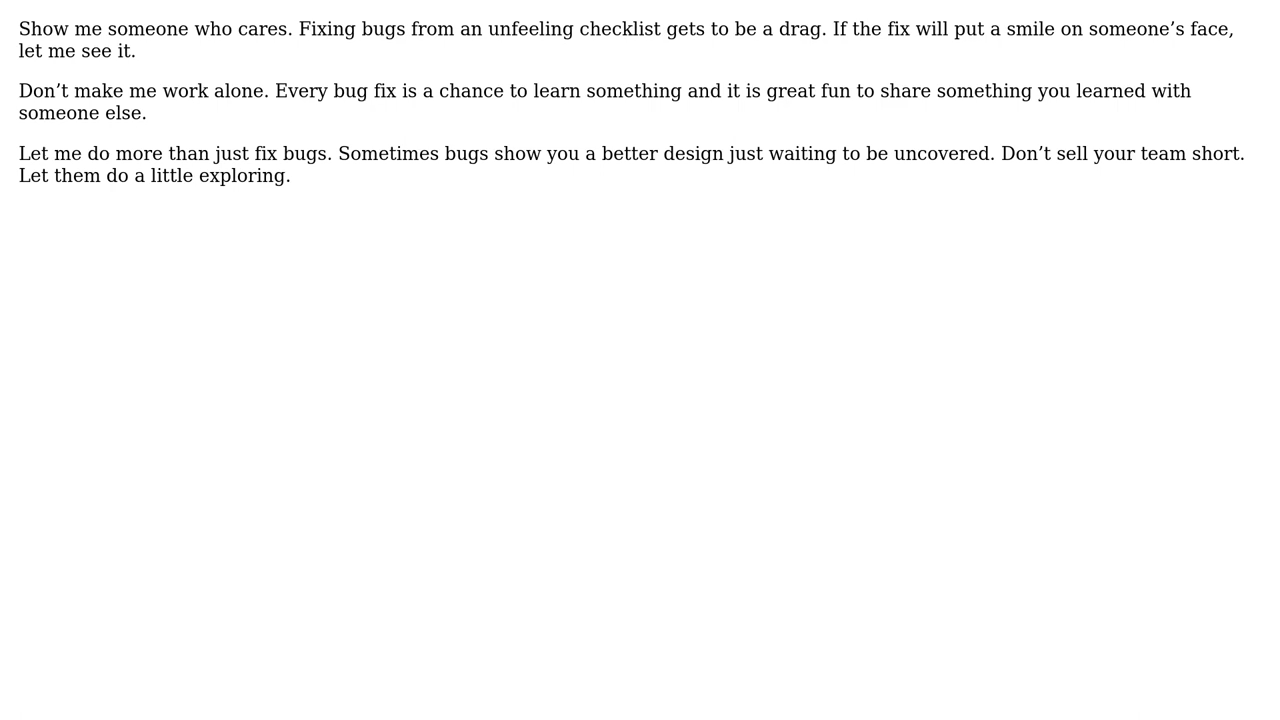 Show me someone who cares. Fixing bugs from an unfeeling checklist gets to be a drag. If the fix will put a smile on someone’s face,
let me see it.
Don’t make me work alone. Every bug fix is a chance to learn something and it is great fun to share something you learned with
someone else.
Let me do more than just fix bugs. Sometimes bugs show you a better design just waiting to be uncovered. Don’t sell your team short.
Let them do a little exploring.